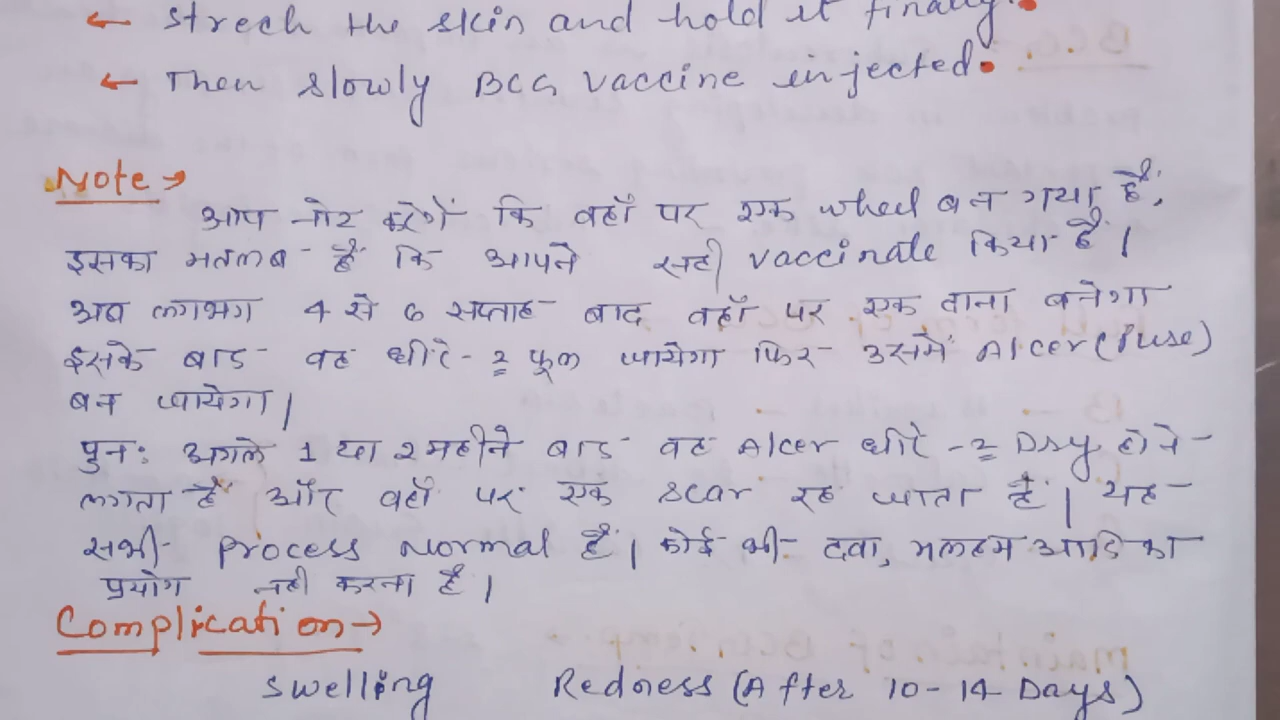 ← Strech the skin and hold it finally.
← Then slowly BCG vaccine injected.
Note →
आप नोट करेगें कि वहाँ पर एक wheel बन गया है,
इसका मतलब है कि आपने सही vaccinate किया है।
अब लगभग 4 से 6 सप्ताह बाद वहाँ पर एक दाना बनेगा
इसके बाद वह धीरे-२ फूल जायेगा फिर उसमें Alcer (Puse)
बन जायेगा।
पुनः अगले 1 या 2 महीने बाद वह Alcer धीरे-२ Dry होने
लगता है और वहाँ पर एक scar रह जाता है। यह
सभी process Normal है। कोई भी दवा, मलहम आदि का
प्रयोग नही करना है।
Complication →
Swelling Redness (After 10-14 Days)